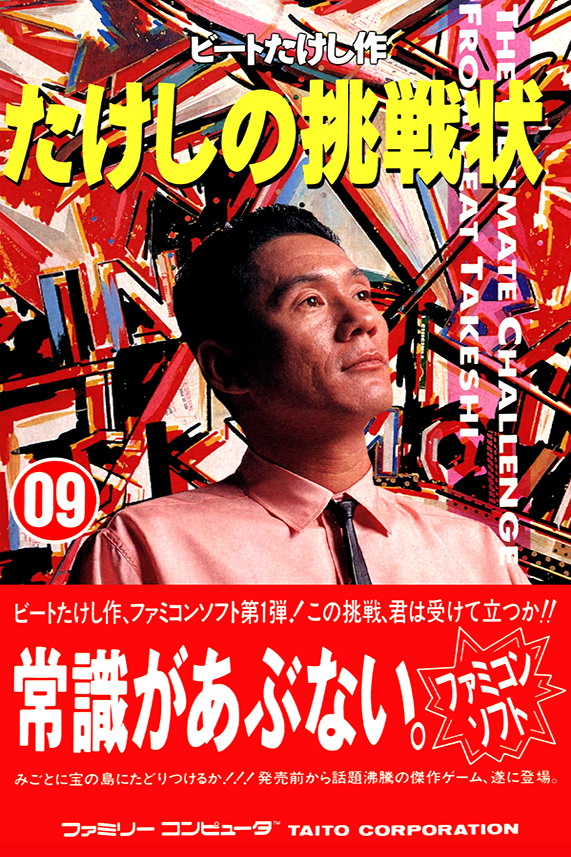 ビートたけし作
たけしの挑戦状
THE ULTIMATE CHALLENGE
FROM BEAT TAKESHI
09
ビートたけし作、ファミコンソフト第1弾！この挑戦、君は受けて立つか!!
常識があぶない。
ファミコン
ソフト
みごとに宝の島にたどりつけるか!!! 発売前から話題沸騰の傑作ゲーム、遂に登場。
ファミリー コンピュータ™ TAITO CORPORATION